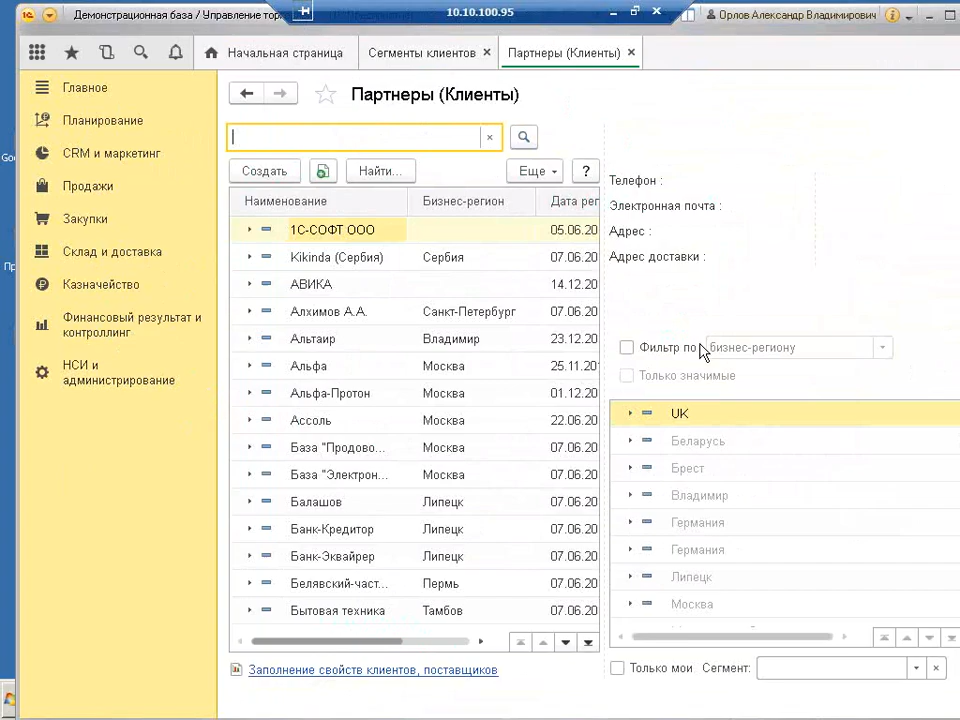 10.10.100.95
Демонстрационная база / Управление тор
Орлов Александр Владимирович
Начальная страница
Сегменты клиентов
Партнеры (Клиенты)
Главное
Планирование
CRM и маркетинг
Продажи
Закупки
Склад и доставка
Казначейство
Финансовый результат и
контроллинг
НСИ и
администрирование
Партнеры (Клиенты)
Создать Найти... Еще ?
Наименование Бизнес-регион Дата рег
1С-СОФТ ООО 05.06.20
Kikinda (Сербия) Сербия 07.06.20
АВИКА 14.12.20
Алхимов А.А. Санкт-Петербург 07.06.20
Альтаир Владимир 23.12.20
Альфа Москва 25.11.20
Альфа-Протон Москва 01.12.20
Ассоль Москва 22.06.20
База "Продово... Москва 07.06.20
База "Электрон... Москва 07.06.20
Балашов Липецк 07.06.20
Банк-Кредитор Липецк 07.06.20
Банк-Эквайрер Липецк 07.06.20
Белявский-част... Пермь 07.06.20
Бытовая техника Тамбов 07.06.20
Заполнение свойств клиентов, поставщиков
Телефон :
Электронная почта :
Адрес :
Адрес доставки :
Фильтр по бизнес-региону
Только значимые
UK
Беларусь
Брест
Владимир
Германия
Германия
Липецк
Москва
Только мои Сегмент: